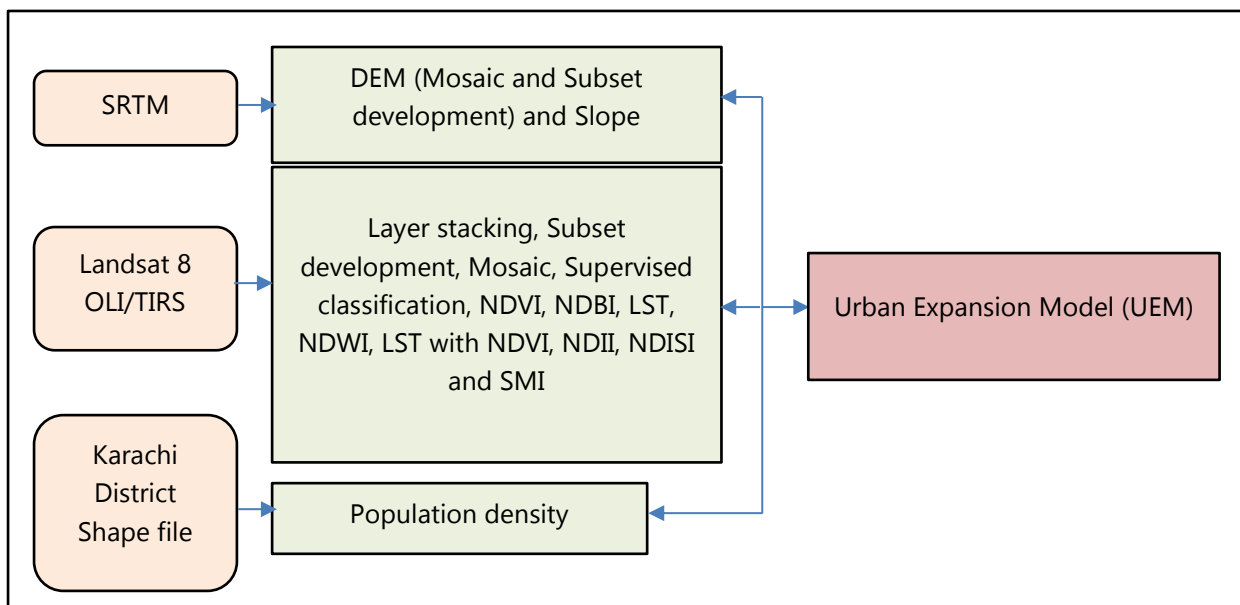 SRTM
DEM (Mosaic and Subset
development) and Slope
Landsat 8
OLI/TIRS
Layer stacking, Subset
development, Mosaic, Supervised
classification, NDVI, NDBI, LST,
NDWI, LST with NDVI, NDII, NDISI
and SMI
Urban Expansion Model (UEM)
Karachi
District
Shape file
Population density